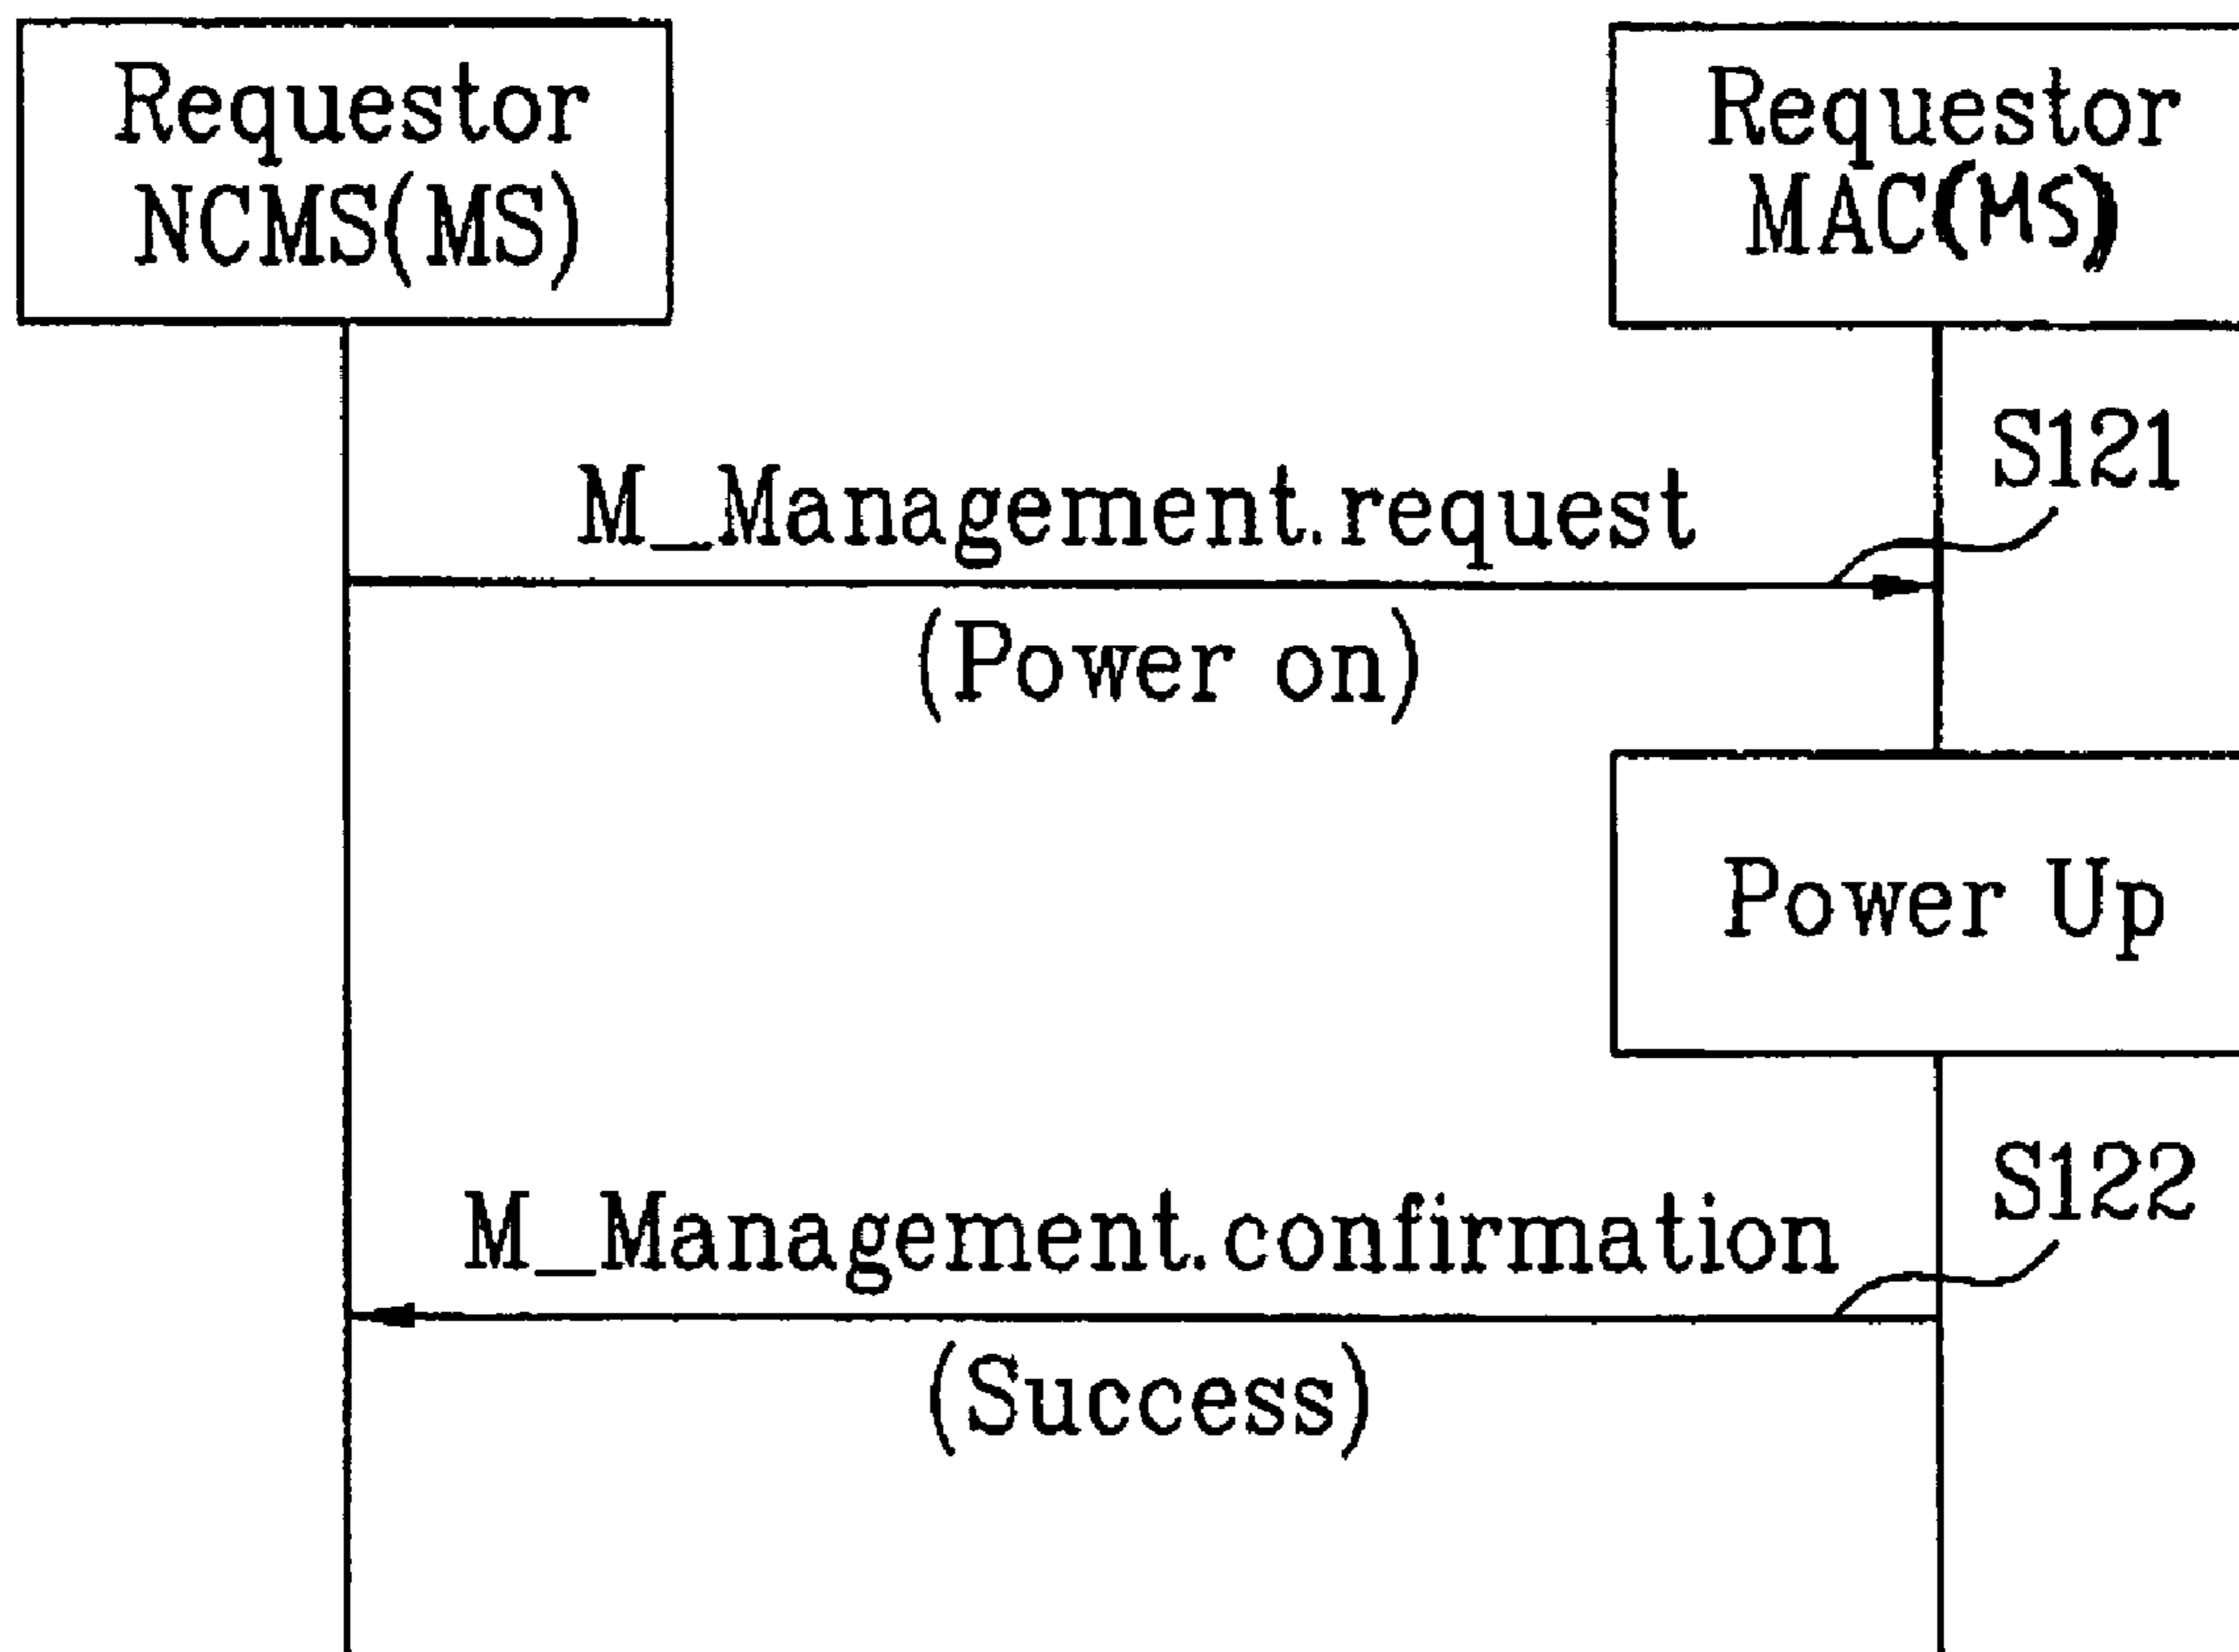 Requestor
NCMS(MS)
Requestor
MAC(MS)
S121
M_Management.request
(Power on)
Power Up
S122
M_Management.confirmation
(Success)